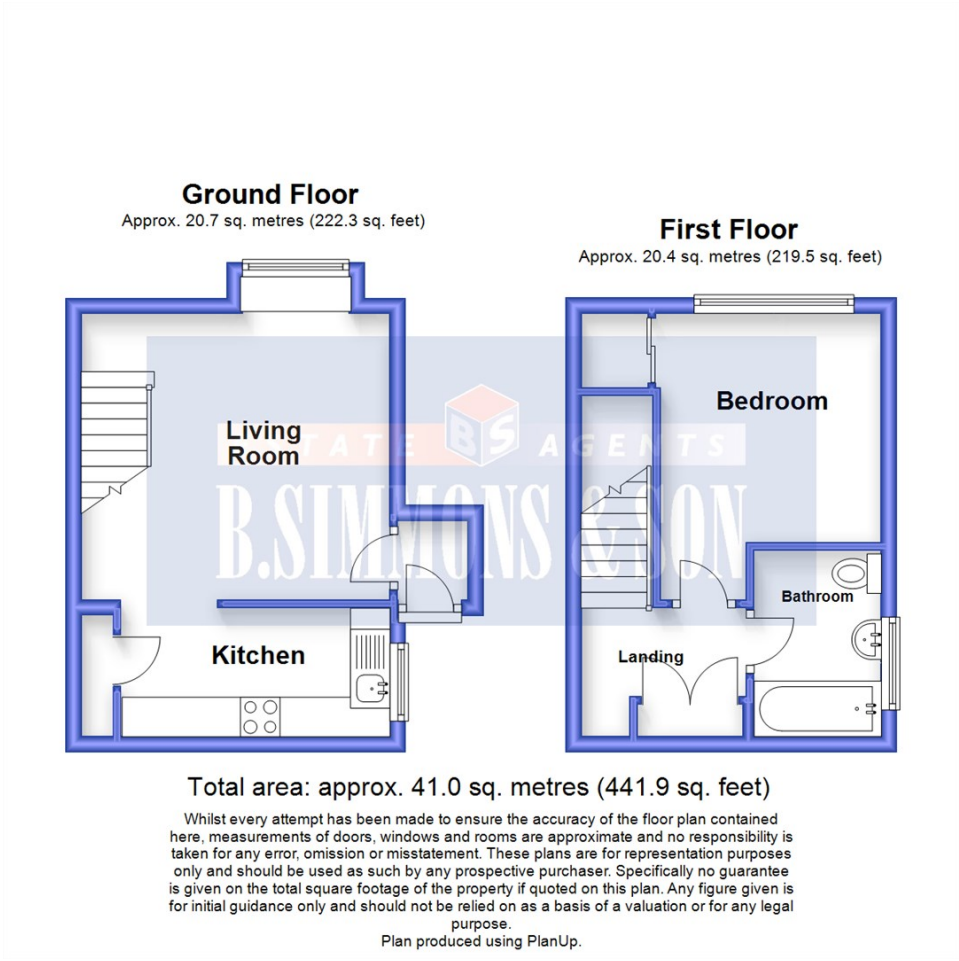 Ground Floor
Approx. 20.7 sq. metres (222.3 sq. feet)
First Floor
Approx. 20.4 sq. metres (219.5 sq. feet)
Living
Room
Kitchen
Bedroom
Bathroom
Landing
ESTATE BS AGENTS
B.SIMMONS & SON
Total area: approx. 41.0 sq. metres (441.9 sq. feet)
Whilst every attempt has been made to ensure the accuracy of the floor plan contained
here, measurements of doors, windows and rooms are approximate and no responsibility is
taken for any error, omission or misstatement. These plans are for representation purposes
only and should be used as such by any prospective purchaser. Specifically no guarantee
is given on the total square footage of the property if quoted on this plan. Any figure given is
for initial guidance only and should not be relied on as a basis of a valuation or for any legal
purpose.
Plan produced using PlanUp.